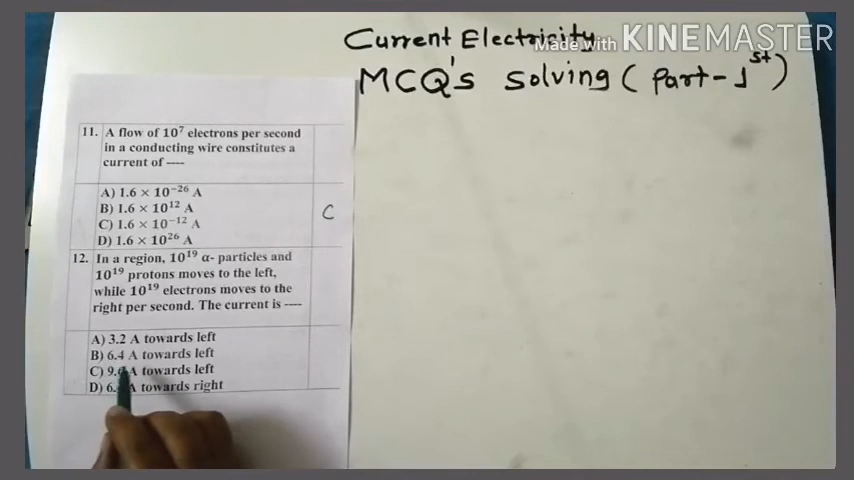 Current Electricity
Made with KINEMASTER
MCQ's Solving ( Part - 1st )
11. A flow of 10⁷ electrons per second
in a conducting wire constitutes a
current of ----
A) 1.6 × 10⁻²⁶ A
B) 1.6 × 10¹² A
C) 1.6 × 10⁻¹² A
D) 1.6 × 10²⁶ A
C
12. In a region, 10¹⁹ α- particles and
10¹⁹ protons moves to the left,
while 10¹⁹ electrons moves to the
right per second. The current is ----
A) 3.2 A towards left
B) 6.4 A towards left
C) A towards left
D) A towards right